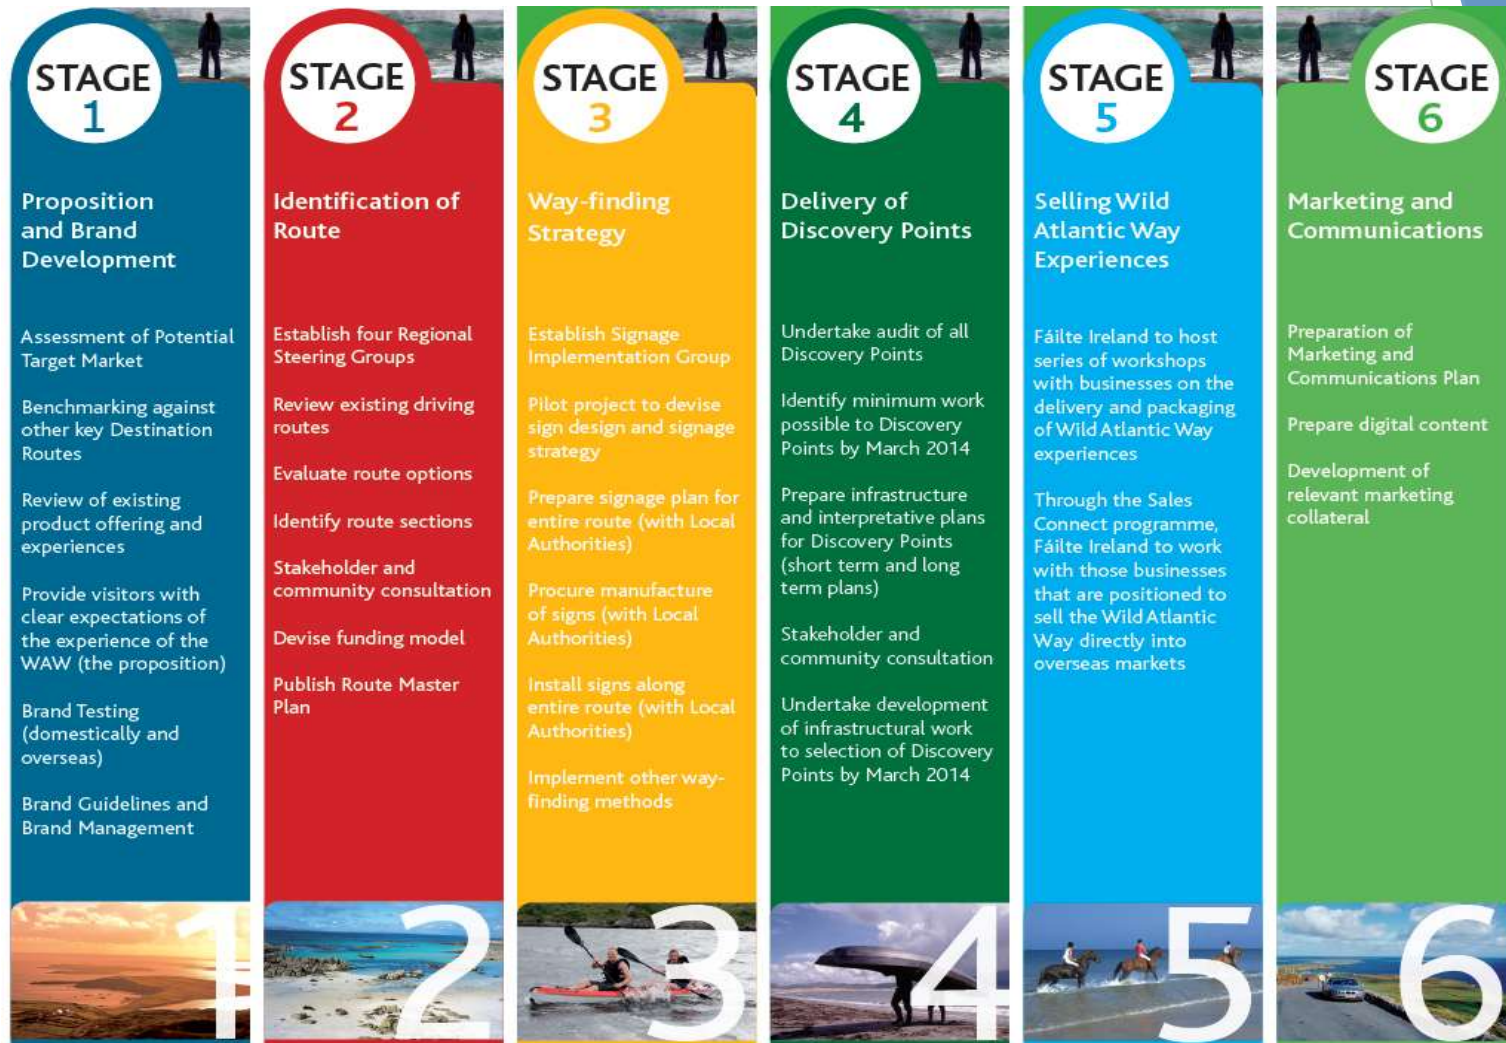 STAGE
1
Proposition
and Brand
Development
Assessment of Potential
Target Market
Benchmarking against
other key Destination
Routes
Review of existing
product offering and
experiences
Provide visitors with
clear expectations of
the experience of the
WAW (the proposition)
Brand Testing
(domestically and
overseas)
Brand Guidelines and
Brand Management
1
STAGE
2
Identification of
Route
Establish four Regional
Steering Groups
Review existing driving
routes
Evaluate route options
Identify route sections
Stakeholder and
community consultation
Devise funding model
Publish Route Master
Plan
2
STAGE
3
Way-finding
Strategy
Establish Signage
Implementation Group
Pilot project to devise
sign design and signage
strategy
Prepare signage plan for
entire route (with Local
Authorities)
Procure manufacture
of signs (with Local
Authorities)
Install signs along
entire route (with Local
Authorities)
Implement other way-
finding methods
3
STAGE
4
Delivery of
Discovery Points
Undertake audit of all
Discovery Points
Identify minimum work
possible to Discovery
Points by March 2014
Prepare infrastructure
and interpretative plans
for Discovery Points
(short term and long
term plans)
Stakeholder and
community consultation
Undertake development
of infrastructural work
to selection of Discovery
Points by March 2014
4
STAGE
5
Selling Wild
Atlantic Way
Experiences
Fáilte Ireland to host
series of workshops
with businesses on the
delivery and packaging
of Wild Atlantic Way
experiences
Through the Sales
Connect programme,
Fáilte Ireland to work
with those businesses
that are positioned to
sell the Wild Atlantic
Way directly into
overseas markets
5
STAGE
6
Marketing and
Communications
Preparation of
Marketing and
Communications Plan
Prepare digital content
Development of
relevant marketing
collateral
6